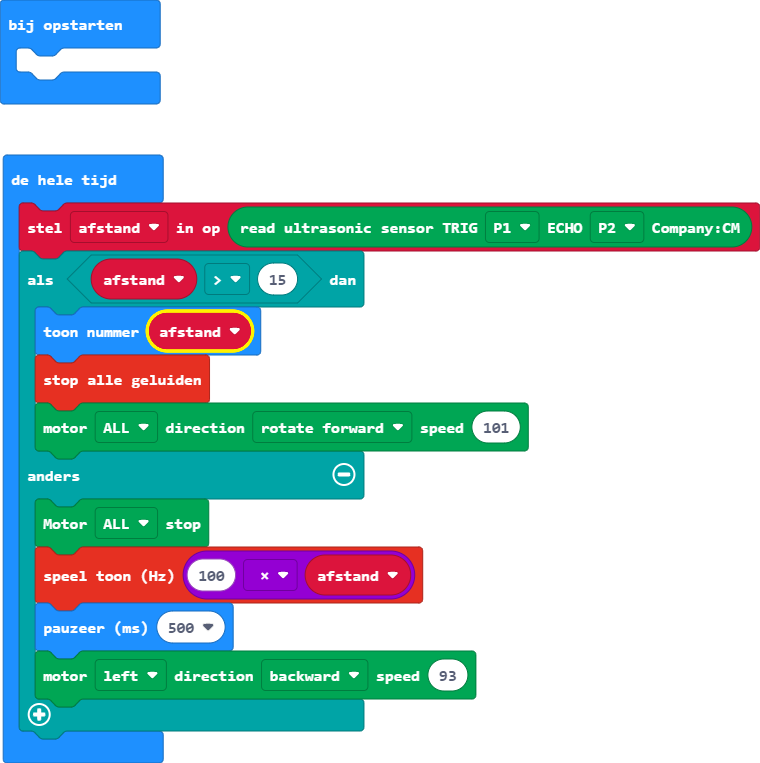 bij opstarten
de hele tijd
stel afstand in op read ultrasonic sensor TRIG P1 ECHO P2 Company:CM
als afstand > 15 dan
toon nummer afstand
stop alle geluiden
motor ALL direction rotate forward speed 101
anders
Motor ALL stop
speel toon (Hz) 100 × afstand
pauzeer (ms) 500
motor left direction backward speed 93